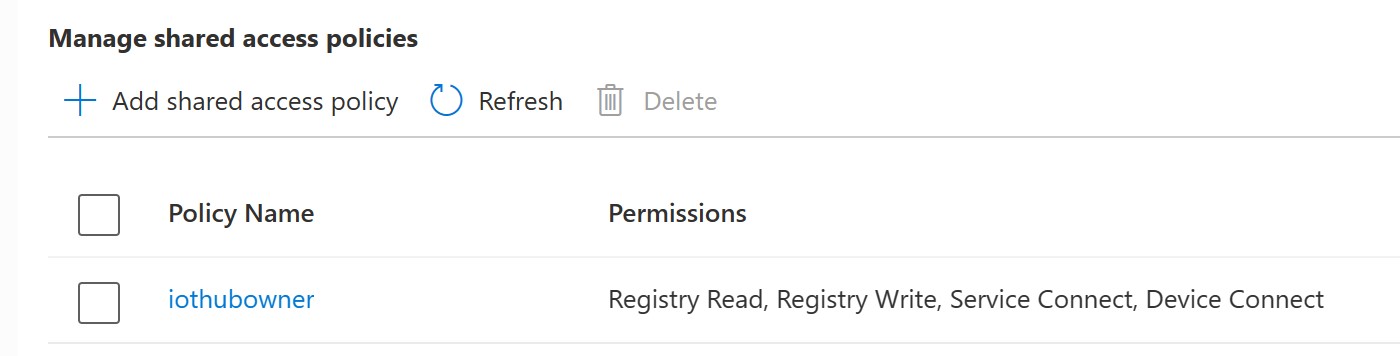 Manage shared access policies
Add shared access policy Refresh Delete
Policy Name Permissions
iothubowner Registry Read, Registry Write, Service Connect, Device Connect